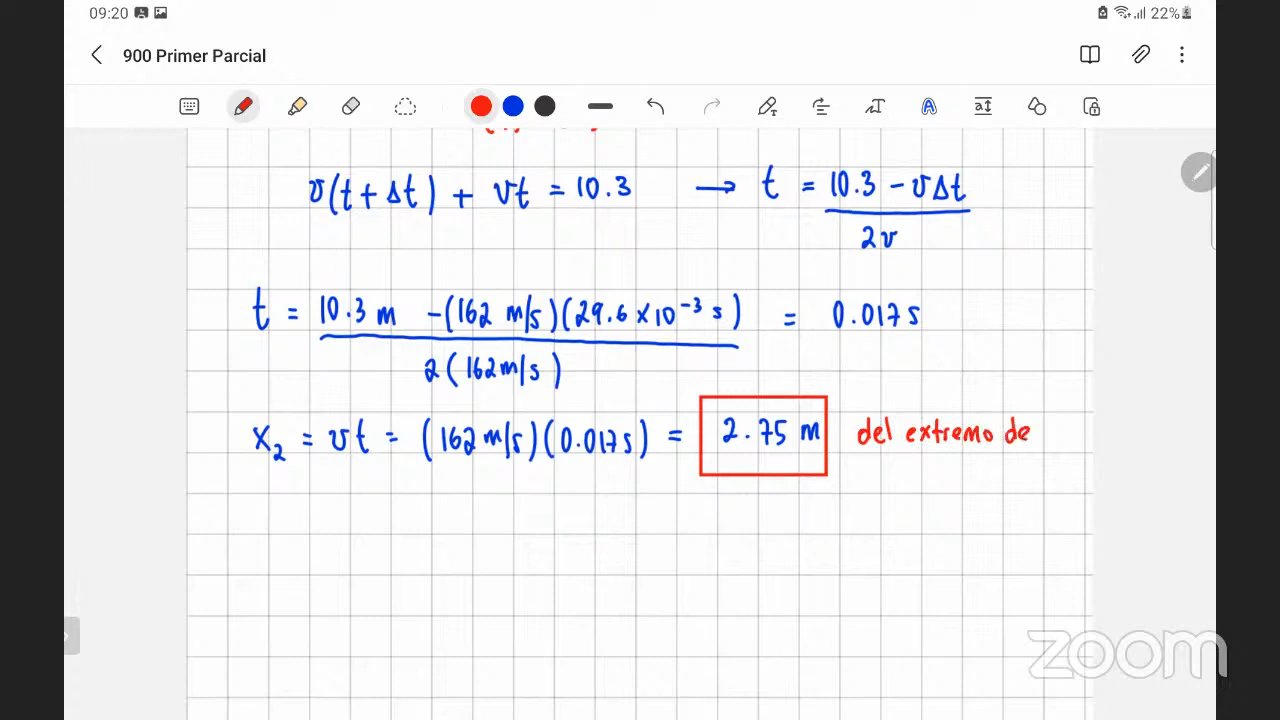 09:20 22%
900 Primer Parcial
v(t + Δt) + vt = 10.3 → t = (10.3 - vΔt) / 2v
t = (10.3 m - (162 m/s)(29.6 x 10⁻³ s)) / 2(162 m/s) = 0.017 s
x₂ = vt = (162 m/s)(0.017 s) = 2.75 m del extremo de
zoom